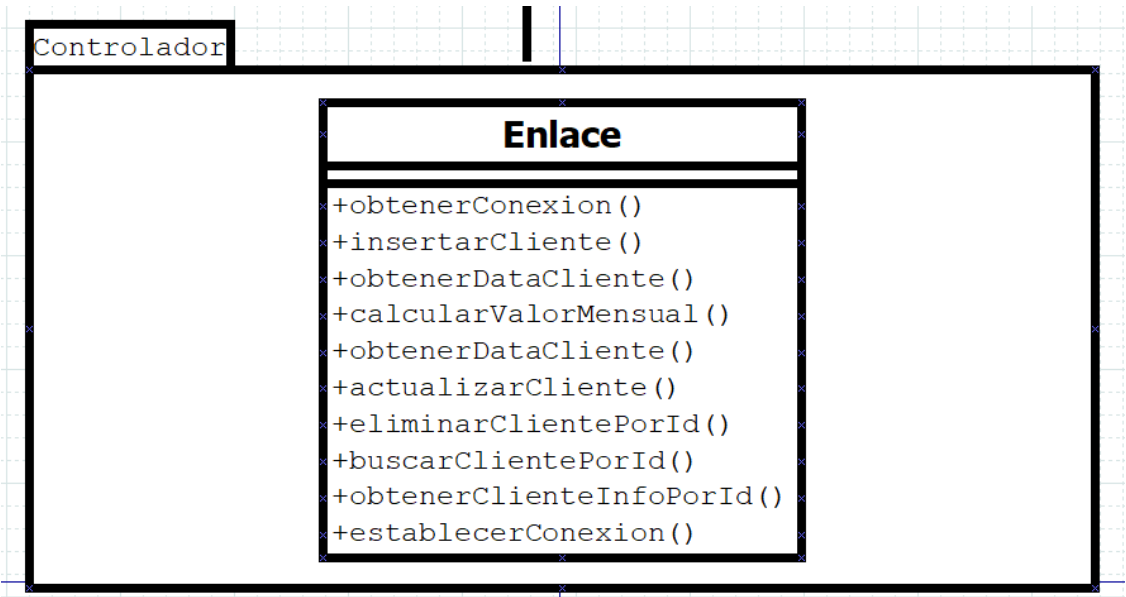 Controlador
Enlace
+obtenerConexion()
+insertarCliente()
+obtenerDataCliente()
+calcularValorMensual()
+obtenerDataCliente()
+actualizarCliente()
+eliminarClientePorId()
+buscarClientePorId()
+obtenerClienteInfoPorId()
+establecerConexion()